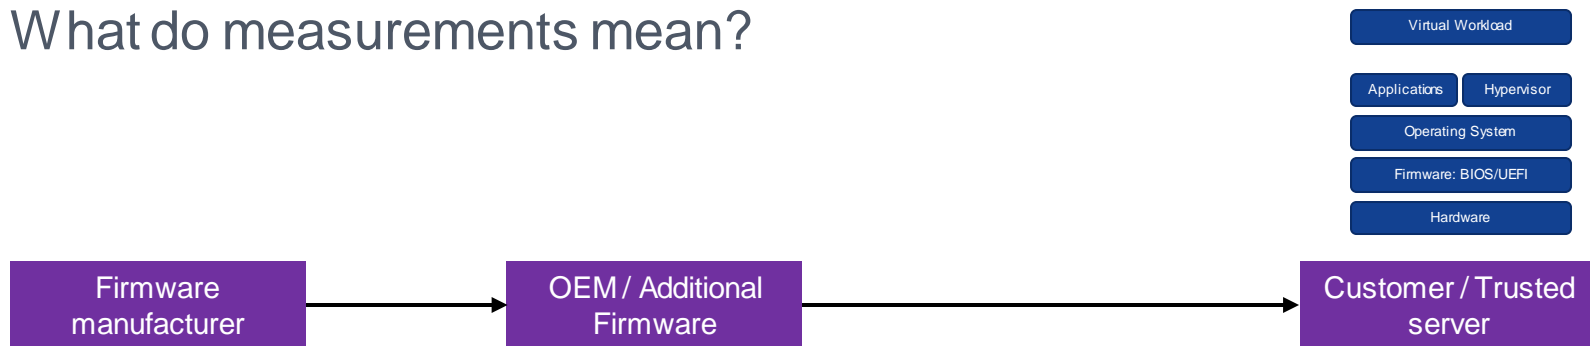 What do measurements mean?
Virtual Workload
Applications
Hypervisor
Operating System
Firmware: BIOS/UEFI
Hardware
Firmware
manufacturer
OEM / Additional
Firmware
Customer / Trusted
server